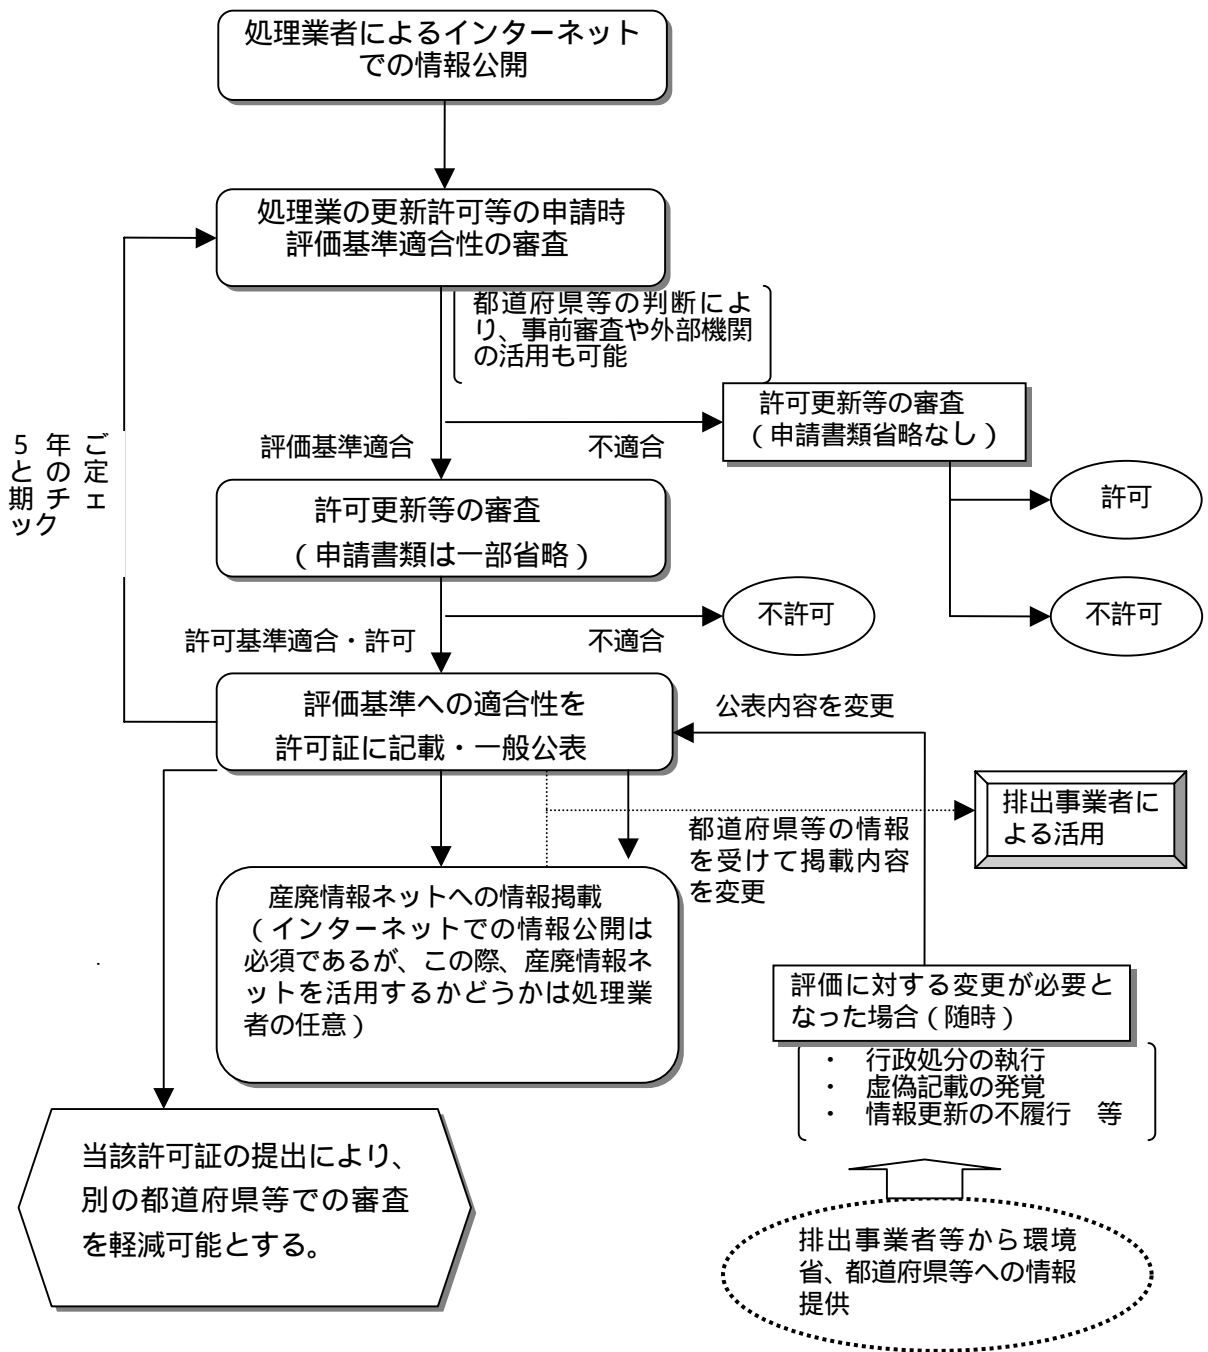 処理業者によるインターネット
での情報公開
処理業の更新許可等の申請時
評価基準適合性の審査
都道府県等の判断によ
り、事前審査や外部機関
の活用も可能
許可更新等の審査
(申請書類省略なし)
評価基準適合
不適合
5年ご
との定
期チェ
ック
許可
許可更新等の審査
(申請書類は一部省略)
不許可
不許可
許可基準適合・許可
不適合
評価基準への適合性を
許可証に記載・一般公表
公表内容を変更
排出事業者に
よる活用
都道府県等の情報
を受けて掲載内容
を変更
産廃情報ネットへの情報掲載
(インターネットでの情報公開は
必須であるが、この際、産廃情報ネ
ットを活用するかどうかは処理業
者の任意)
評価に対する変更が必要と
なった場合(随時)
・ 行政処分の執行
・ 虚偽記載の発覚
・ 情報更新の不履行 等
当該許可証の提出により、
別の都道府県等での審査
を軽減可能とする。
排出事業者等から環境
省、都道府県等への情報
提供